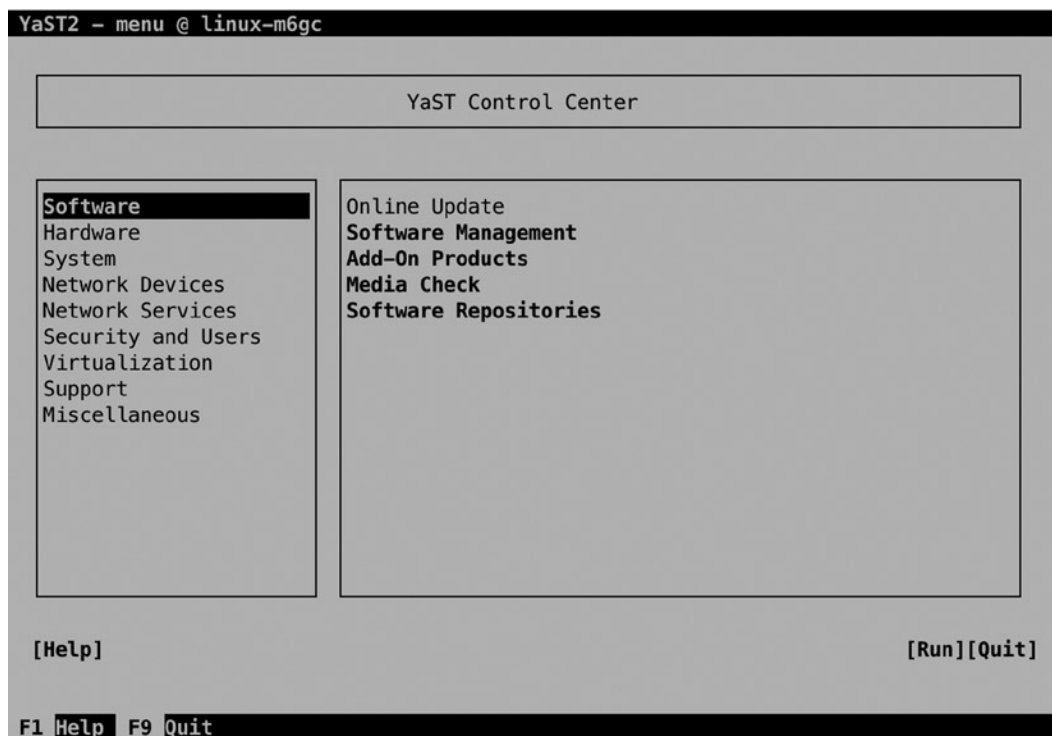 YaST2 – menu @ linux–m6gc
YaST Control Center
Software
Hardware
System
Network Devices
Network Services
Security and Users
Virtualization
Support
Miscellaneous
Online Update
Software Management
Add–On Products
Media Check
Software Repositories
[Help] [Run][Quit]
F1 Help F9 Quit